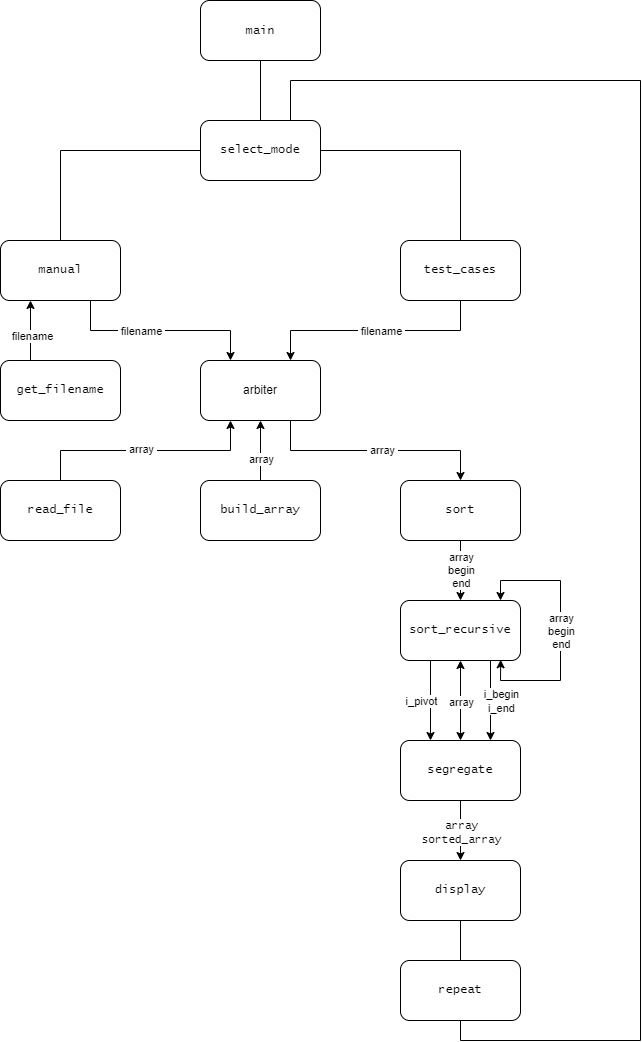 main
select_mode
manual
test_cases
filename
filename
filename
get_filename
arbiter
array
array
array
read_file
build_array
sort
array
begin
end
sort_recursive
array
begin
end
i_pivot
array
i_begin
i_end
segregate
array
sorted_array
display
repeat